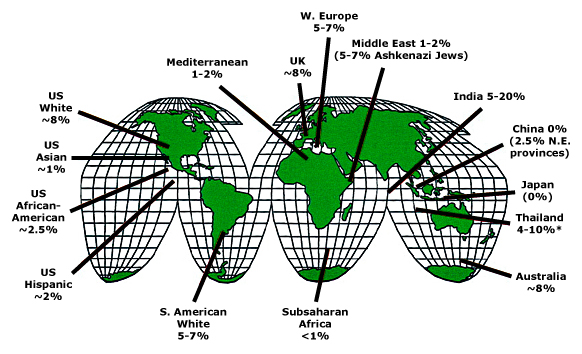 W. Europe
5-7%
Middle East 1-2%
(5-7% Ashkenazi Jews)
Mediterranean
1-2%
UK
~8%
India 5-20%
US
White
~8%
China 0%
(2.5% N.E.
provinces)
US
Asian
~1%
Japan
(0%)
US
African-
American
~2.5%
Thailand
4-10%*
US
Hispanic
~2%
Australia
~8%
S. American
White
5-7%
Subsaharan
Africa
<1%